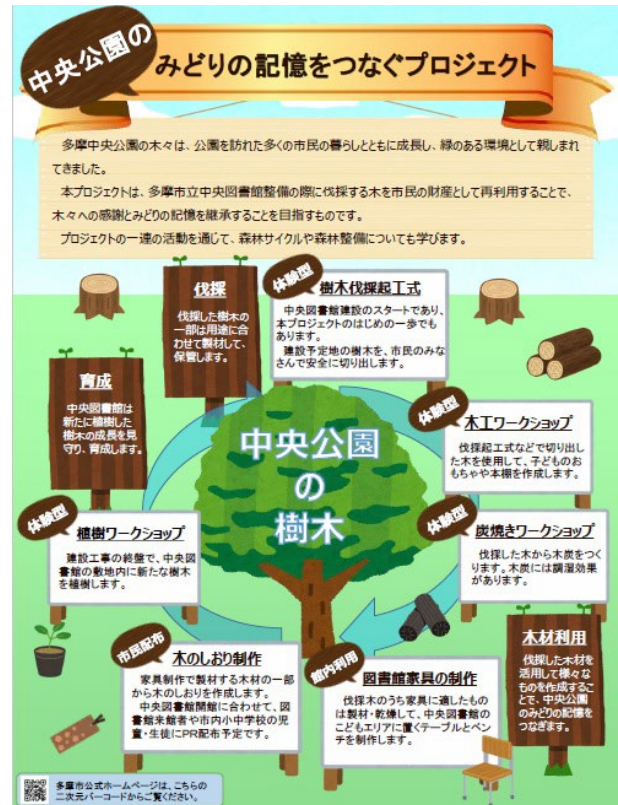 中央公園の
みどりの記憶をつなぐプロジェクト
多摩中央公園の木々は、公園を訪れた多くの市民の暮らしとともに成長し、緑のある環境として親しまれ
てきました。
本プロジェクトは、多摩市立中央図書館整備の際に伐採する木を市民の財産として再利用することで、
木々への感謝とみどりの記憶を継承することを目指すものです。
プロジェクトの一連の活動を通じて、森林サイクルや森林整備についても学びます。
伐採
伐採した樹木の
一部は用途に合
わせて製材して、
保管します。
体験型
樹木伐採起工式
中央図書館建設のスタートであり、
本プロジェクトのはじめの一歩でも
あります。
建設予定地の樹木を、市民のみな
さんで安全に切り出します。
育成
中央図書館は
新たに植樹した
樹木の成長を見
守り、育成します。
中央公園
の
樹木
体験型
木工ワークショップ
伐採起工式などで切り出し
た木を使用して、子どものお
もちゃや本棚を作成します。
体験型
植樹ワークショップ
建設工事の終盤で、中央図
書館の敷地内に新たな樹木
を植樹します。
体験型
炭焼きワークショップ
伐採した木から木炭をつく
ります。木炭には調湿効果
があります。
市民配布
木のしおり制作
家具制作で製材する木材の一部
から木のしおりを作成します。
中央図書館開館に合わせて、図
書館来館者や市内小中学校の児
童・生徒にPR配布予定です。
館内利用
図書館家具の制作
伐採木のうち家具に適したもの
は製材・乾燥して、中央図書館の
こどもエリアに置くテーブルとベン
チを制作します。
木材利用
伐採した木材を
活用して様々な
ものを作成するこ
とで、中央公園
のみどりの記憶を
つなぎます。
多摩市公式ホームページは、こちらの
二次元バーコードからご覧ください。